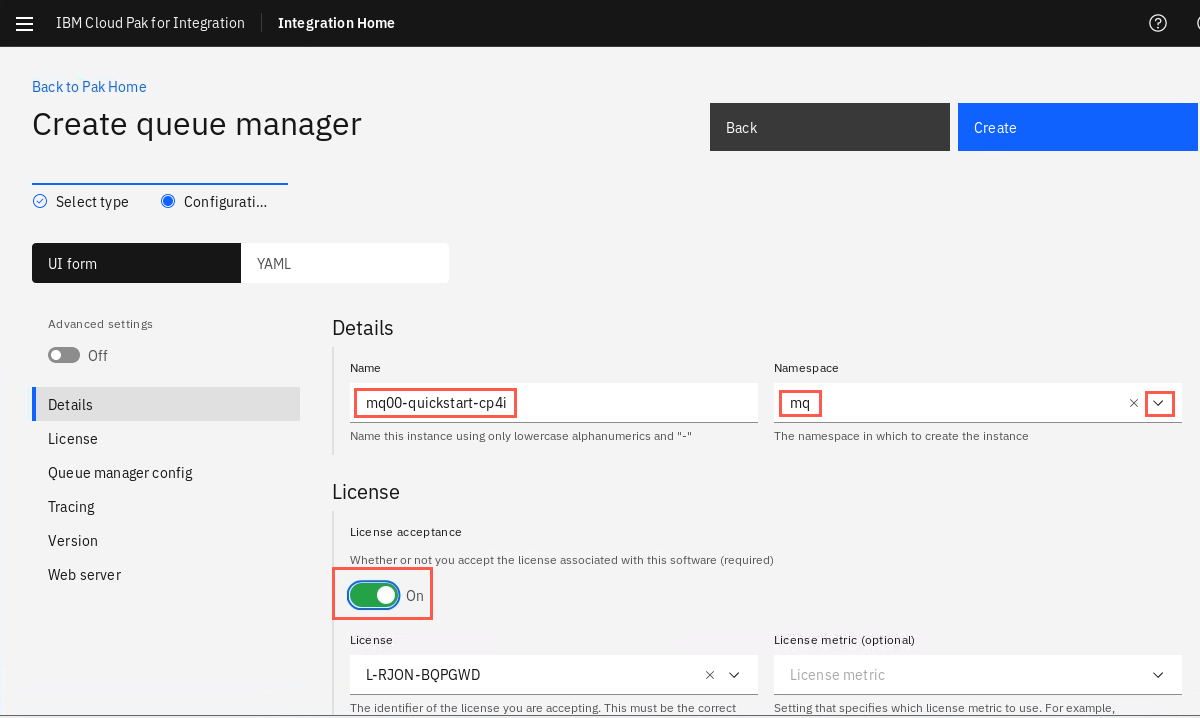 IBM Cloud Pak for Integration
Integration Home
Back to Pak Home
Create queue manager
Back
Create
Select type
Configurati...
UI form
YAML
Advanced settings
Off
Details
License
Queue manager config
Tracing
Version
Web server
Details
Name
Namespace
mq00-quickstart-cp4i
mq
Name this instance using only lowercase alphanumerics and "-"
The namespace in which to create the instance
License
License acceptance
Whether or not you accept the license associated with this software (required)
On
License
License metric (optional)
L-RJON-BQPGWD
License metric
The identifier of the license you are accepting. This must be the correct
Setting that specifies which license metric to use. For example,